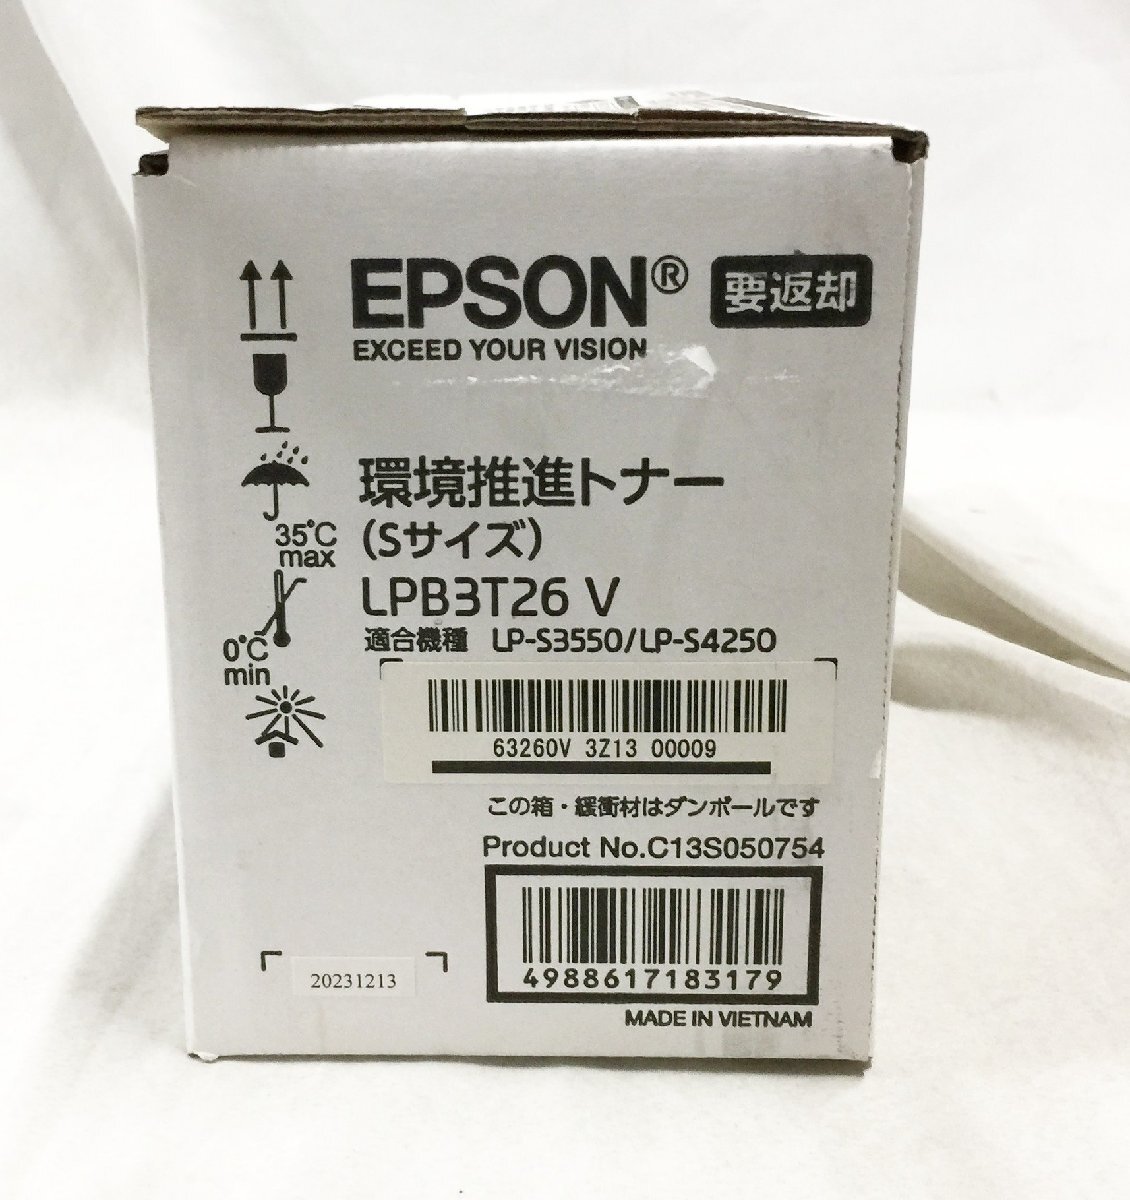 EPSON® 要返却
EXCEED YOUR VISION
環境推進トナー
(Sサイズ)
35℃
max
LPB3T26 V
適合機種 LP-S3550/LP-S4250
0℃
min
63260V 3Z13 00009
この箱・緩衝材はダンボールです
Product No.C13S050754
4988617183179
20231213
MADE IN VIETNAM